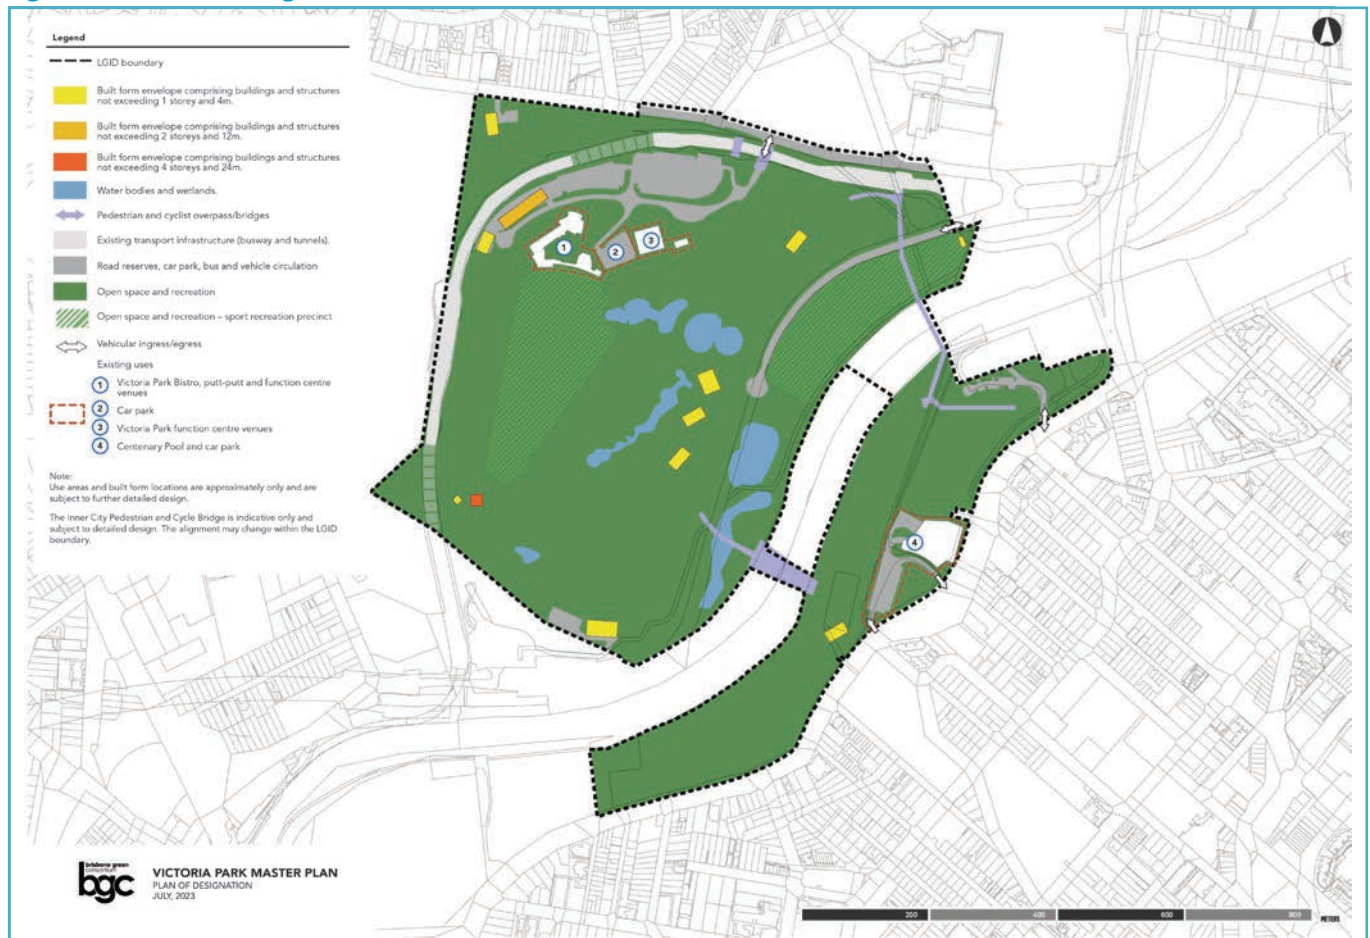 Legend
LGID boundary
Built form envelope comprising buildings and structures
not exceeding 1 storey and 4m.
Built form envelope comprising buildings and structures
not exceeding 2 storeys and 12m.
Built form envelope comprising buildings and structures
not exceeding 4 storeys and 24m.
Water bodies and wetlands.
Pedestrian and cyclist overpass/bridges
Existing transport infrastructure (busway and tunnels).
Road reserves, car park, bus and vehicle circulation
Open space and recreation
Open space and recreation – sport recreation precinct
Vehicular ingress/egress
Existing uses
1 Victoria Park Bistro, putt-putt and function centre
venues
2 Car park
3 Victoria Park function centre venues
4 Centenary Pool and car park
Note:
Use areas and built form locations are approximately only and are
subject to further detailed design.
The Inner City Pedestrian and Cycle Bridge is indicative only and
subject to detailed design. The alignment may change within the LGID
boundary.
1
2
3
4
brisbane green
consortium
bgc
VICTORIA PARK MASTER PLAN
PLAN OF DESIGNATION
JULY, 2023
200 400 600 800 METERS